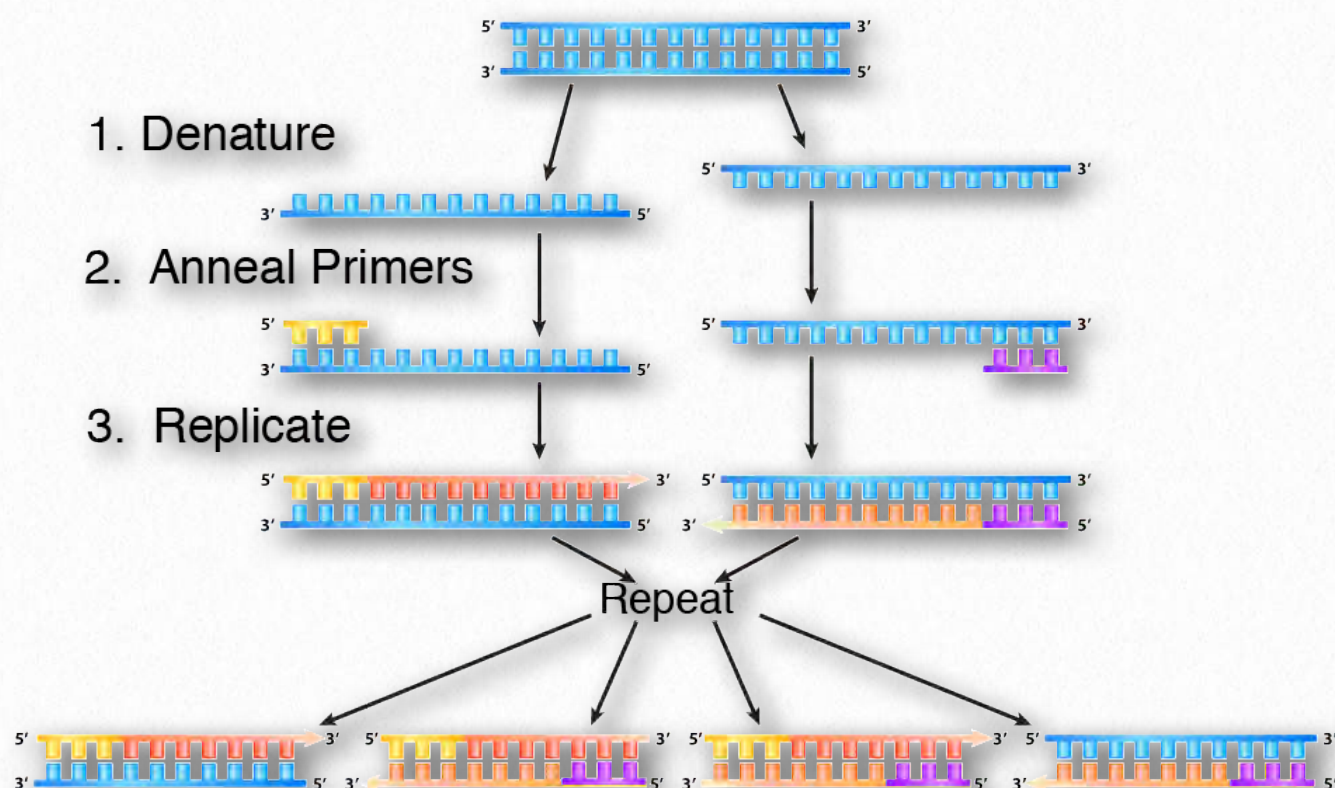 5′ 3′
3′ 5′
1. Denature
5′ 3′
3′ 5′
2. Anneal Primers
5′ 5′ 3′
3′ 5′
3. Replicate
5′ 3′ 5′ 3′
3′ 5′ 3′ 5′
Repeat
5′ 3′ 5′ 3′ 5′ 3′ 5′ 3′
3′ 5′ 3′ 5′ 3′ 5′ 3′ 5′